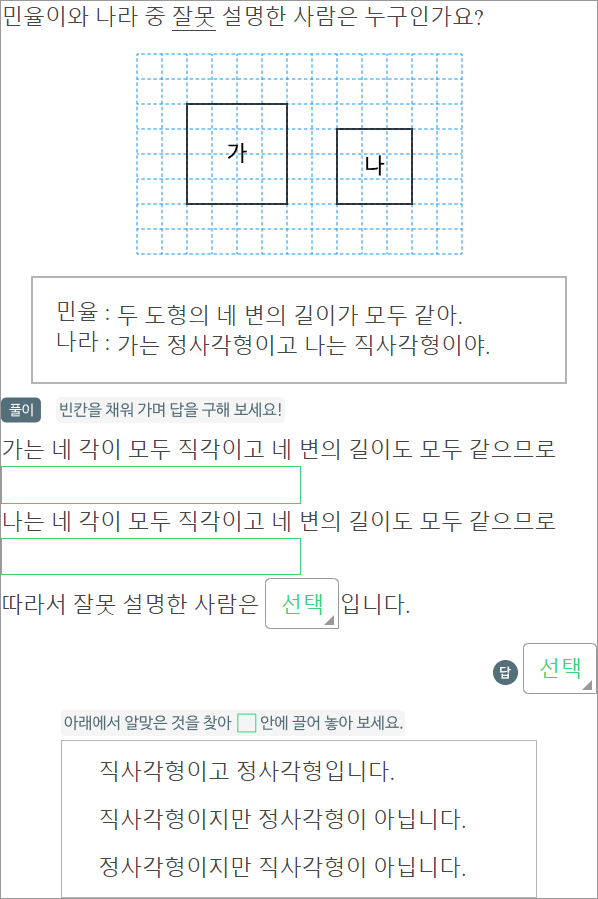 민율이와 나라 중 잘못 설명한 사람은 누구인가요?
가
나
민율 : 두 도형의 네 변의 길이가 모두 같아.
나라 : 가는 정사각형이고 나는 직사각형이야.
풀이 빈칸을 채워 가며 답을 구해 보세요!
가는 네 각이 모두 직각이고 네 변의 길이도 모두 같으므로
나는 네 각이 모두 직각이고 네 변의 길이도 모두 같으므로
따라서 잘못 설명한 사람은 선택 입니다.
답 선택
아래에서 알맞은 것을 찾아 안에 끌어 놓아 보세요.
직사각형이고 정사각형입니다.
직사각형이지만 정사각형이 아닙니다.
정사각형이지만 직사각형이 아닙니다.